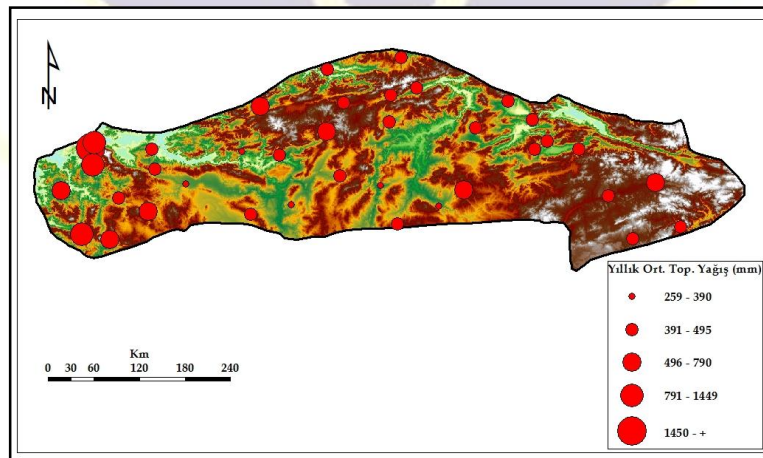 N
Yıllık Ort. Top. Yağış (mm)
259 - 390
391 - 495
496 - 790
791 - 1449
1450 - +
Km
0 30 60 120 180 240